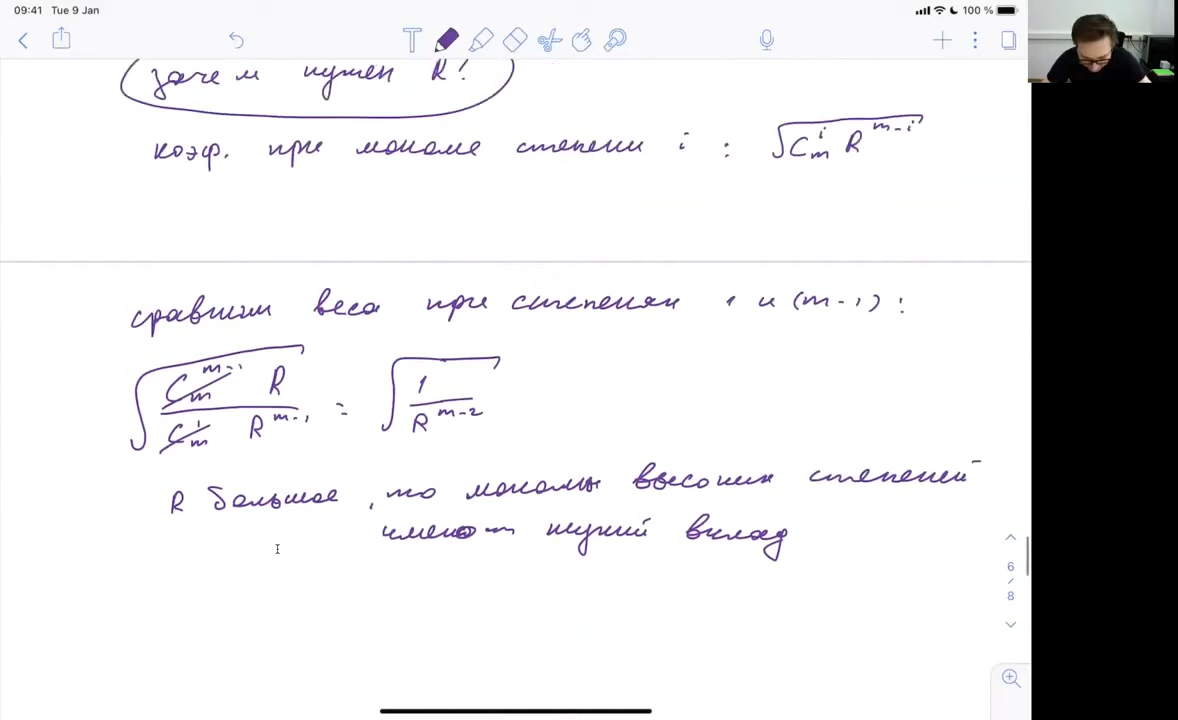 09:41 Tue 9 Jan
100 %
зачем нужен R?
коэф. при мономе степени i : √(C_m^i R^{m-i})
сравним веса при степенях 1 и (m-1) :
√(C_m^{m-1} R / C_m^1 R^{m-1}) = √(1 / R^{m-2})
R большое, то мономы высоких степеней
имеют вклад
6
/
8